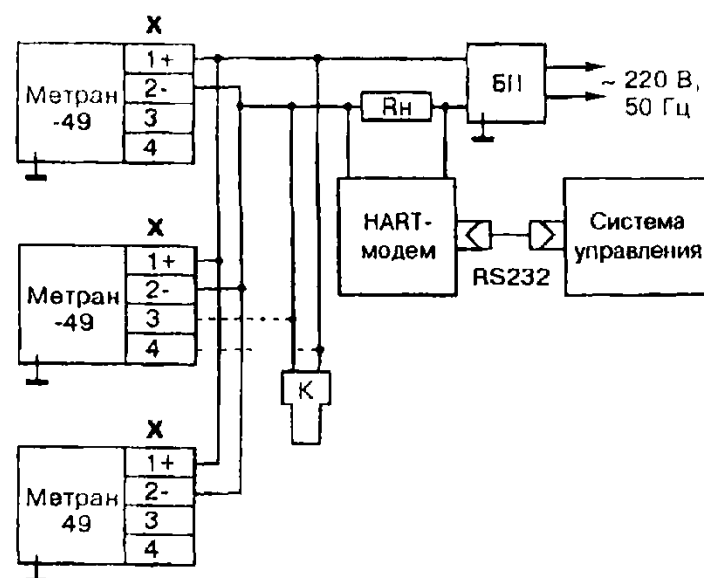 X
1+
2-
3
4
Метран
-49
БП
~ 220 В,
50 Гц
Rн
HART-
модем
RS232
Система
управления
X
1+
2-
3
4
Метран
-49
К
X
1+
2-
3
4
Метран
49